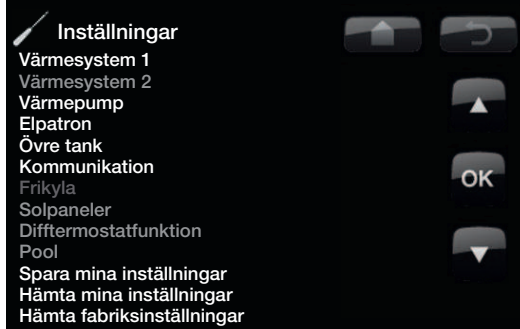 Inställningar
Värmesystem 1
Värmesystem 2
Värmepump
Elpatron
Övre tank
Kommunikation
Frikyla
Solpaneler
Difftermostatfunktion
Pool
Spara mina inställningar
Hämta mina inställningar
Hämta fabriksinställningar
OK